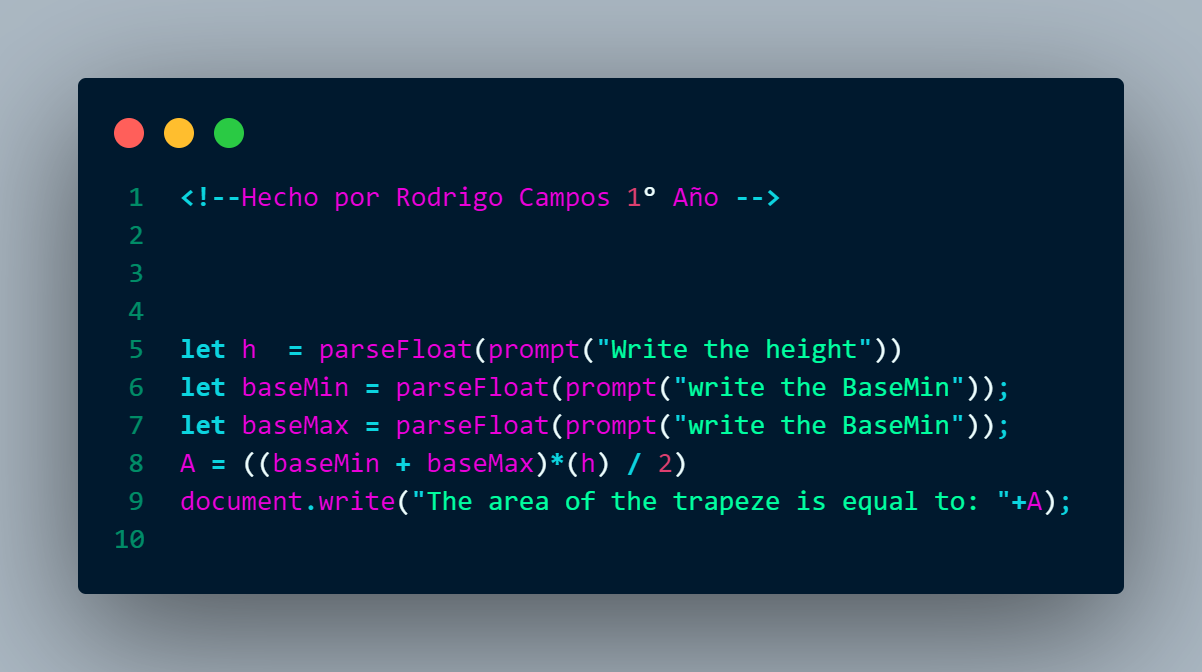 1 <!--Hecho por Rodrigo Campos 1º Año -->
2
3
4
5 let h  = parseFloat(prompt("Write the height"))
6 let baseMin = parseFloat(prompt("write the BaseMin"));
7 let baseMax = parseFloat(prompt("write the BaseMin"));
8 A = ((baseMin + baseMax)*(h) / 2)
9 document.write("The area of the trapeze is equal to: "+A);
10